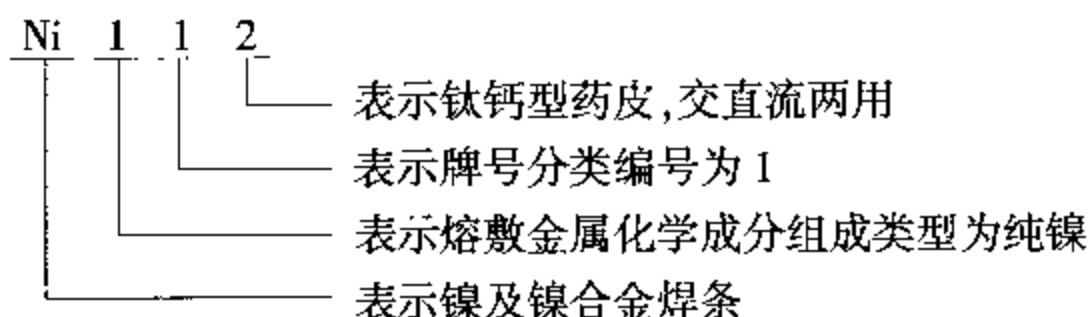 Ni 1 1 2
表示钛钙型药皮,交直流两用
表示牌号分类编号为1
表示熔敷金属化学成分组成类型为纯镍
表示镍及镍合金焊条